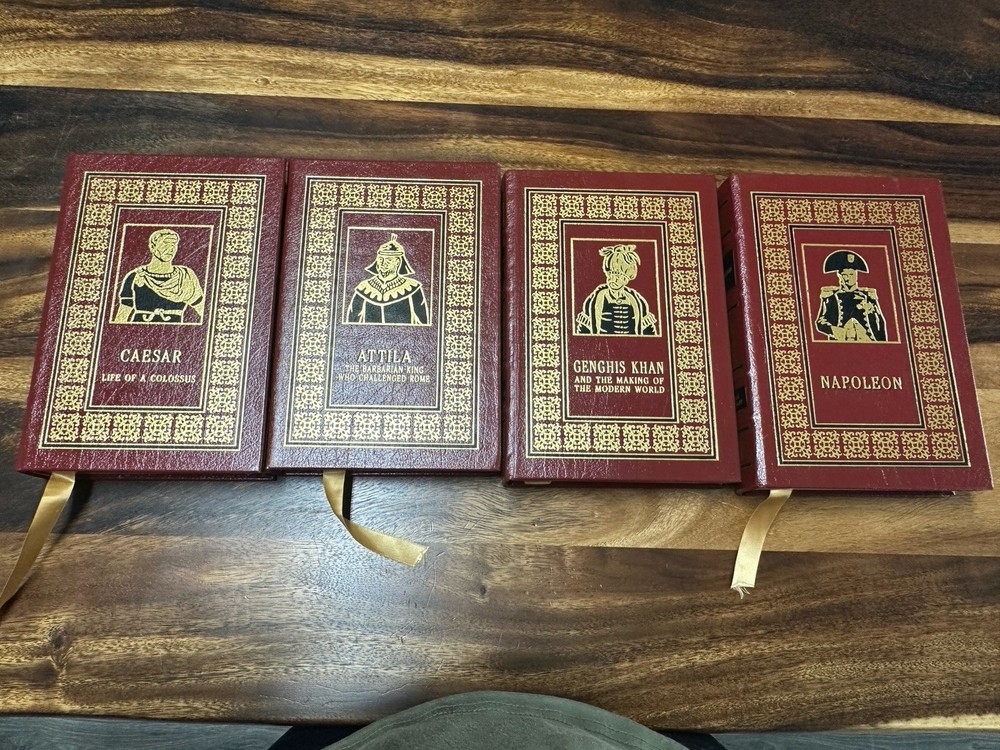 CAESAR
LIFE OF A COLOSSUS
ATTILA
THE BARBARIAN KING
WHO CHALLENGED ROME
GENGHIS KHAN
AND THE MAKING OF
THE MODERN WORLD
NAPOLEON